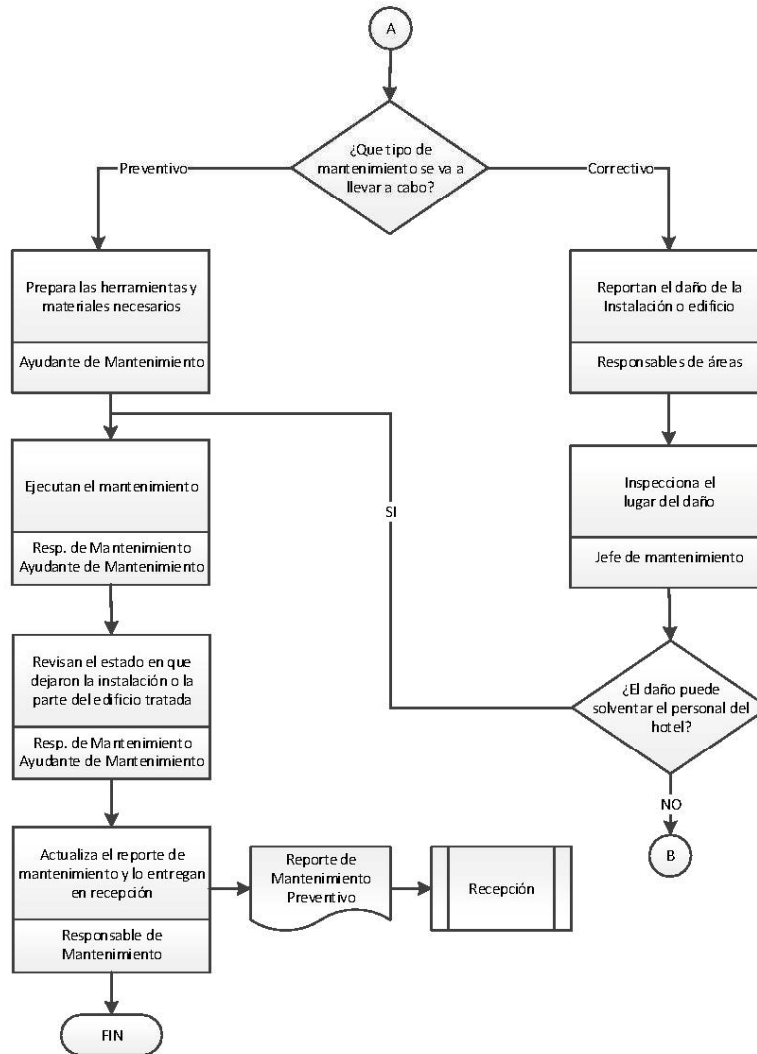 A
¿Que tipo de
mantenimiento se va a
llevar a cabo?
Preventivo
Correctivo
Prepara las herramientas y
materiales necesarios
Ayudante de Mantenimiento
Reportan el daño de la
Instalación o edificio
Responsables de áreas
Ejecutan el mantenimiento
Resp. de Mantenimiento
Ayudante de Mantenimiento
SI
Inspecciona el
lugar del daño
Jefe de mantenimiento
Revisan el estado en que
dejaron la instalación o la
parte del edificio tratada
Resp. de Mantenimiento
Ayudante de Mantenimiento
¿El daño puede
solventar el personal del
hotel?
NO
B
Actualiza el reporte de
mantenimiento y lo entregan
en recepción
Responsable de
Mantenimiento
Reporte de
Mantenimiento
Preventivo
Recepción
FIN